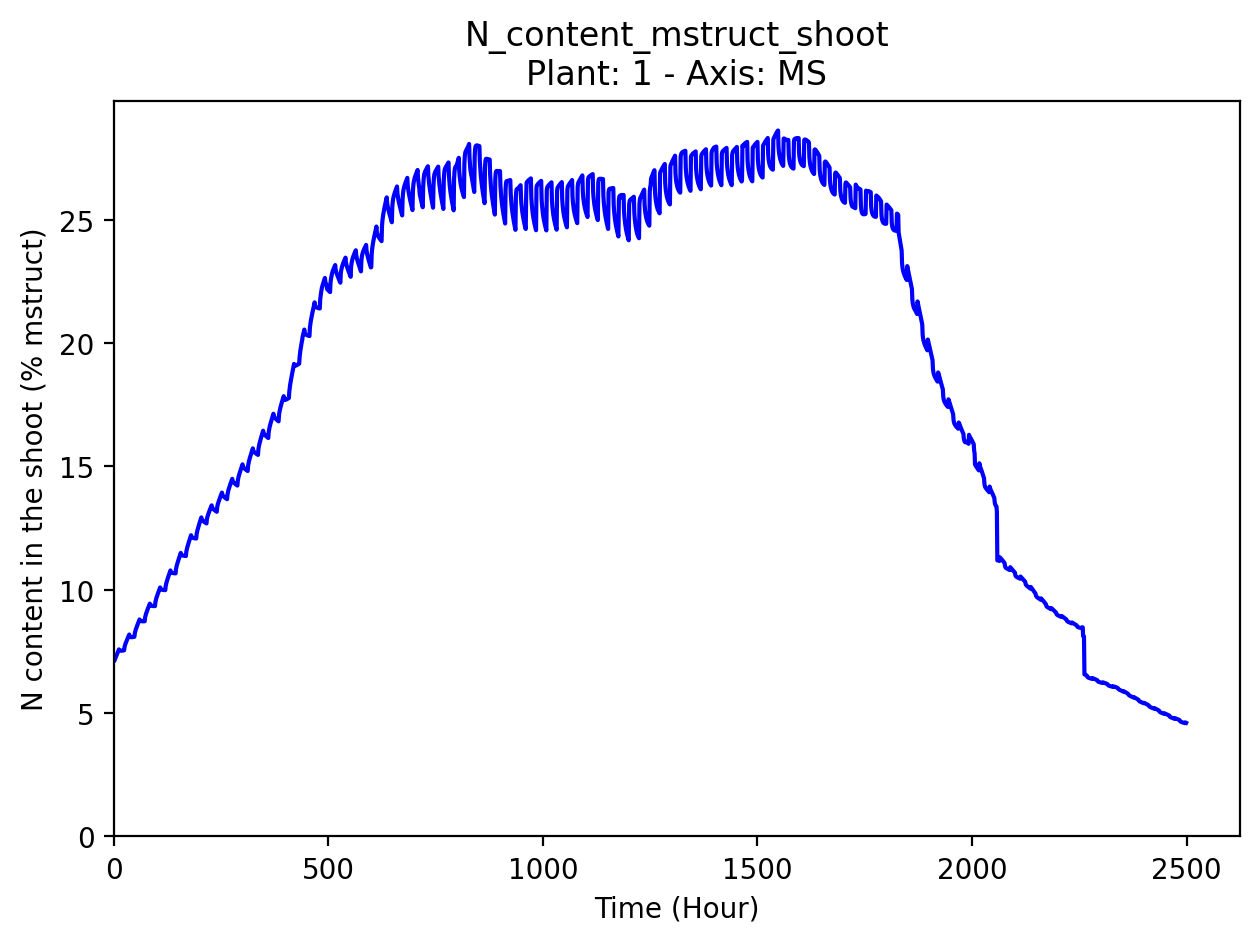 N_content_mstruct_shoot
Plant: 1 - Axis: MS
N content in the shoot (% mstruct)
25
20
15
10
5
0
0 500 1000 1500 2000 2500
Time (Hour)